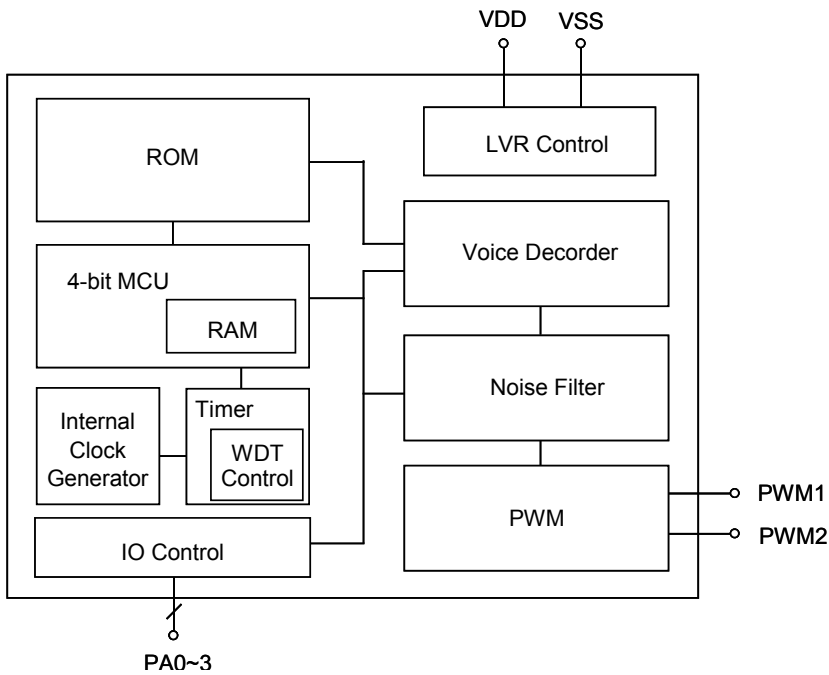 VDD
VSS
ROM
LVR Control
4-bit MCU
RAM
Voice Decorder
Internal
Clock
Generator
Timer
WDT
Control
Noise Filter
IO Control
PWM
PWM1
PWM2
PA0~3